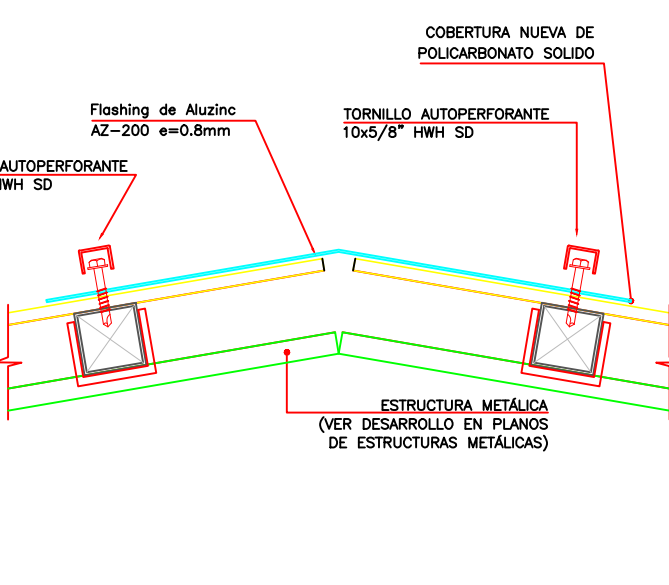 COBERTURA NUEVA DE
POLICARBONATO SOLIDO
Flashing de Aluzinc
AZ-200 e=0.8mm
TORNILLO AUTOPERFORANTE
10x5/8" HWH SD
AUTOPERFORANTE
HWH SD
ESTRUCTURA METÁLICA
(VER DESARROLLO EN PLANOS
DE ESTRUCTURAS METÁLICAS)